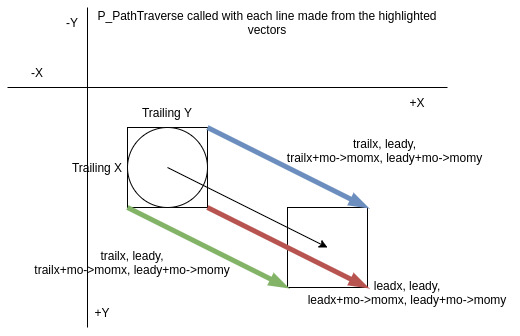 P_PathTraverse called with each line made from the highlighted
vectors
-Y
-X
+X
Trailing Y
trailx, leady,
trailx+mo->momx, leady+mo->momy
Trailing X
trailx, leady,
trailx+mo->momx, leady+mo->momy
leadx, leady,
leadx+mo->momx, leady+mo->momy
+Y